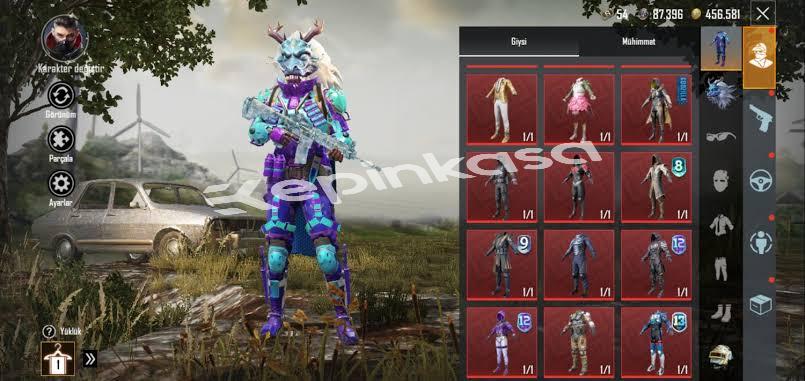 54 87.396 456.581
Karakter değiştir
Görünüm
Parçala
Ayarlar
? Yüklük
1
Giysi Mühimmat
1/1 1/1 1/1
8
1/1 1/1 1/1
9 12
1/1 1/1 1/1
12 13
1/1 1/1 1/1
epinkasa